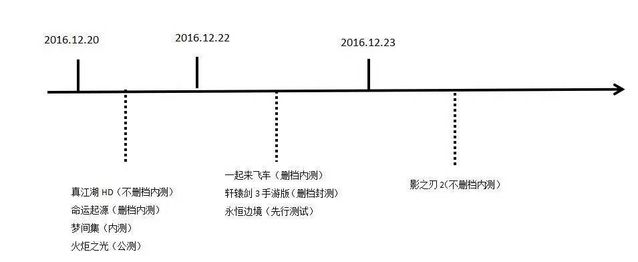 2016.12.20
2016.12.22
2016.12.23
真江湖 HD（不删档内测）
命运起源（删档内测）
梦间集（内测）
火炬之光（公测）
一起来飞车（删档内测）
轩辕剑 3 手游版（删档封测）
永恒边境（先行测试）
影之刃 2（不删档内测）